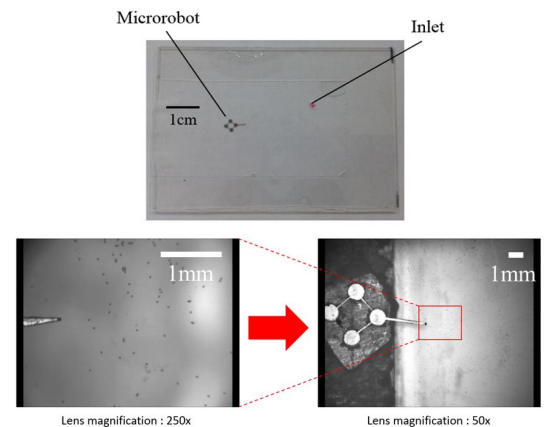 Microrobot
Inlet
1cm
1mm
1mm
Lens magnification : 250x
Lens magnification : 50x